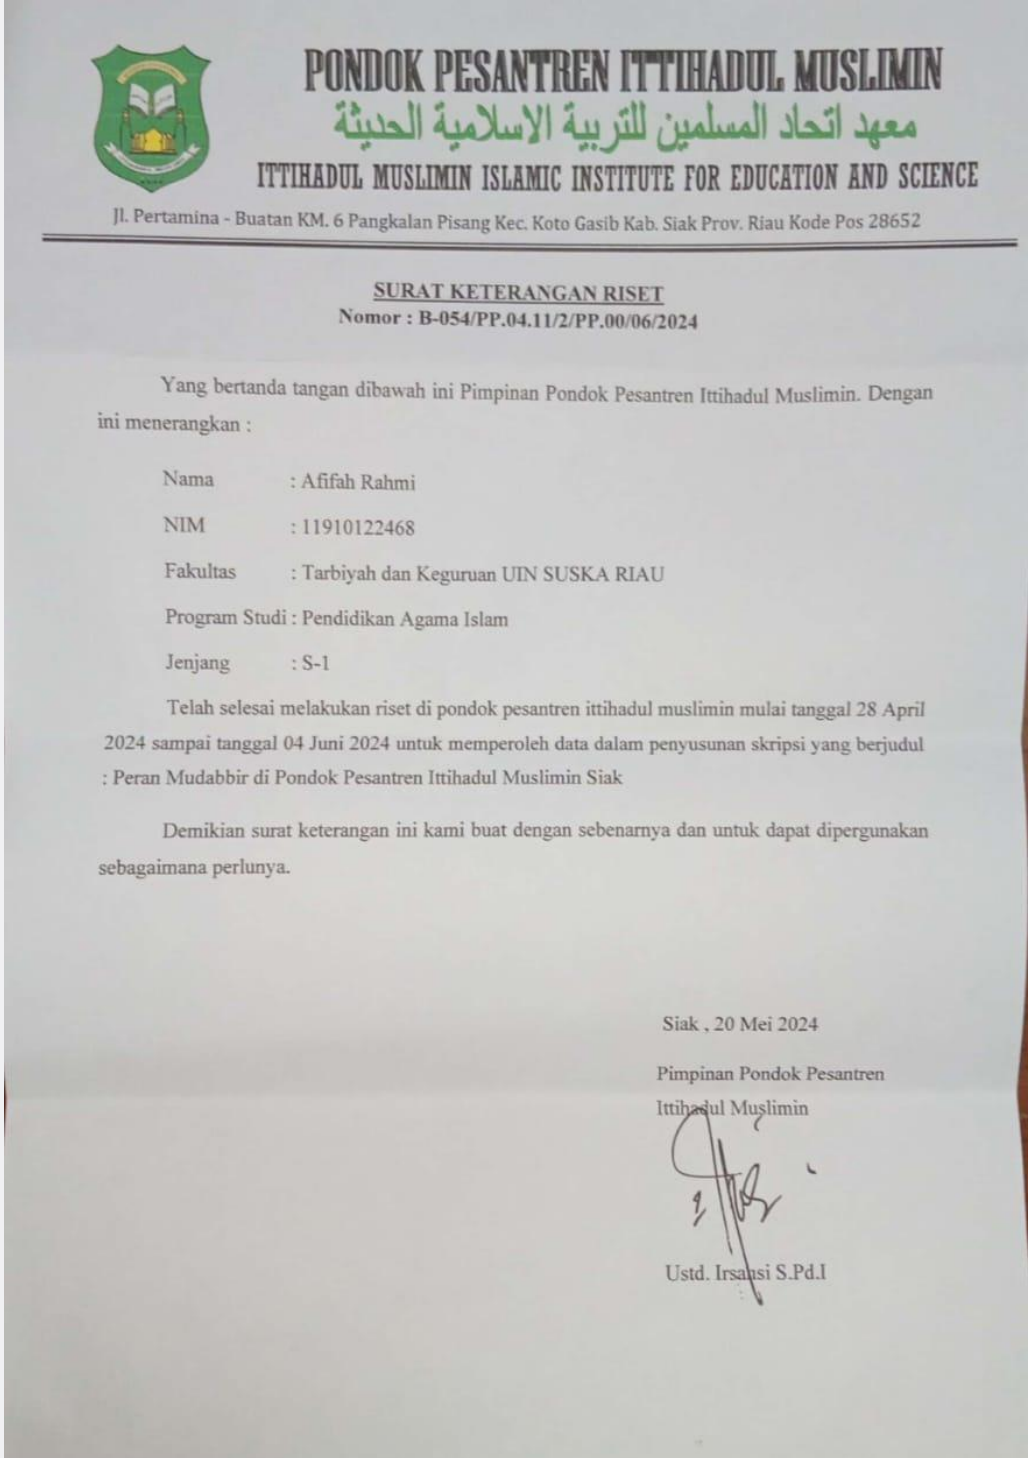 PONDOK PESANTREN ITTIHADUL MUSLIMIN
معهد اتحاد المسلمين للتربية الاسلامية الحديثة
ITTIHADUL MUSLIMIN ISLAMIC INSTITUTE FOR EDUCATION AND SCIENCE
Jl. Pertamina - Buatan KM. 6 Pangkalan Pisang Kec. Koto Gasib Kab. Siak Prov. Riau Kode Pos 28652
SURAT KETERANGAN RISET
Nomor : B-054/PP.04.11/2/PP.00/06/2024
Yang bertanda tangan dibawah ini Pimpinan Pondok Pesantren Ittihadul Muslimin. Dengan
ini menerangkan :
Nama : Afifah Rahmi
NIM : 11910122468
Fakultas : Tarbiyah dan Keguruan UIN SUSKA RIAU
Program Studi : Pendidikan Agama Islam
Jenjang : S-1
Telah selesai melakukan riset di pondok pesantren ittihadul muslimin mulai tanggal 28 April
2024 sampai tanggal 04 Juni 2024 untuk memperoleh data dalam penyusunan skripsi yang berjudul
: Peran Mudabbir di Pondok Pesantren Ittihadul Muslimin Siak
Demikian surat keterangan ini kami buat dengan sebenarnya dan untuk dapat dipergunakan
sebagaimana perlunya.
Siak , 20 Mei 2024
Pimpinan Pondok Pesantren
Ittihadul Muslimin
Ustd. Irsansi S.Pd.I